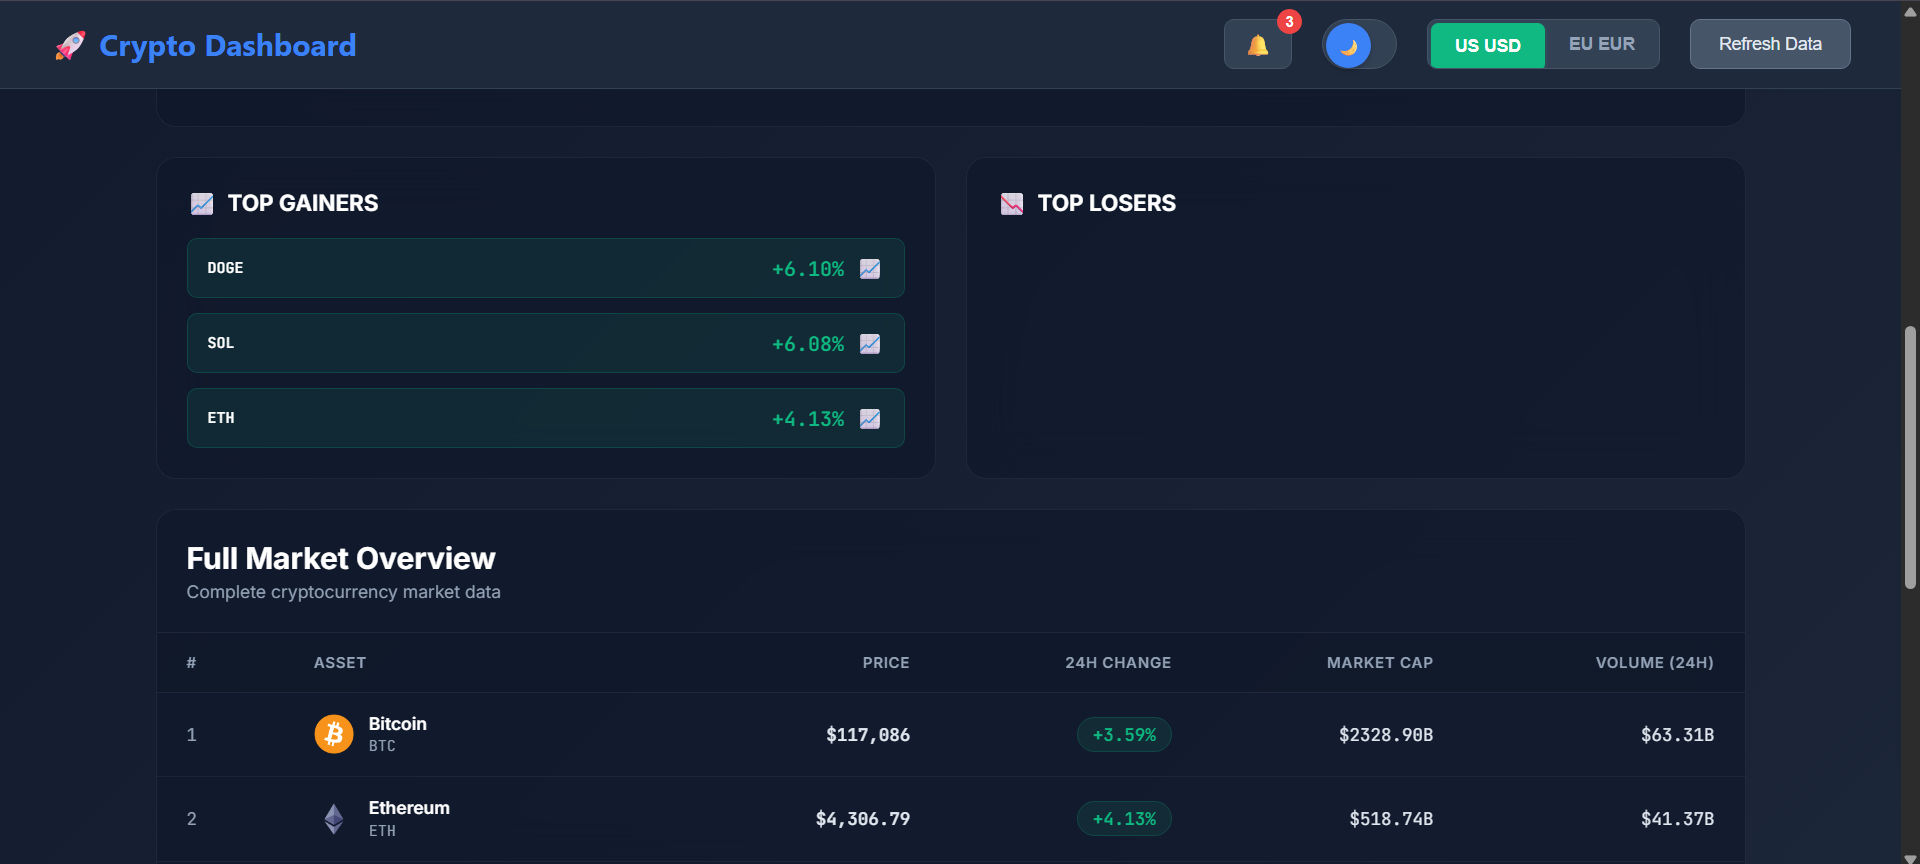 Crypto Dashboard
3
US USD
EU EUR
Refresh Data
TOP GAINERS
DOGE +6.10%
SOL +6.08%
ETH +4.13%
TOP LOSERS
Full Market Overview
Complete cryptocurrency market data
# ASSET PRICE 24H CHANGE MARKET CAP VOLUME (24H)
1 Bitcoin $117,086 +3.59% $2328.90B $63.31B
BTC
2 Ethereum $4,306.79 +4.13% $518.74B $41.37B
ETH